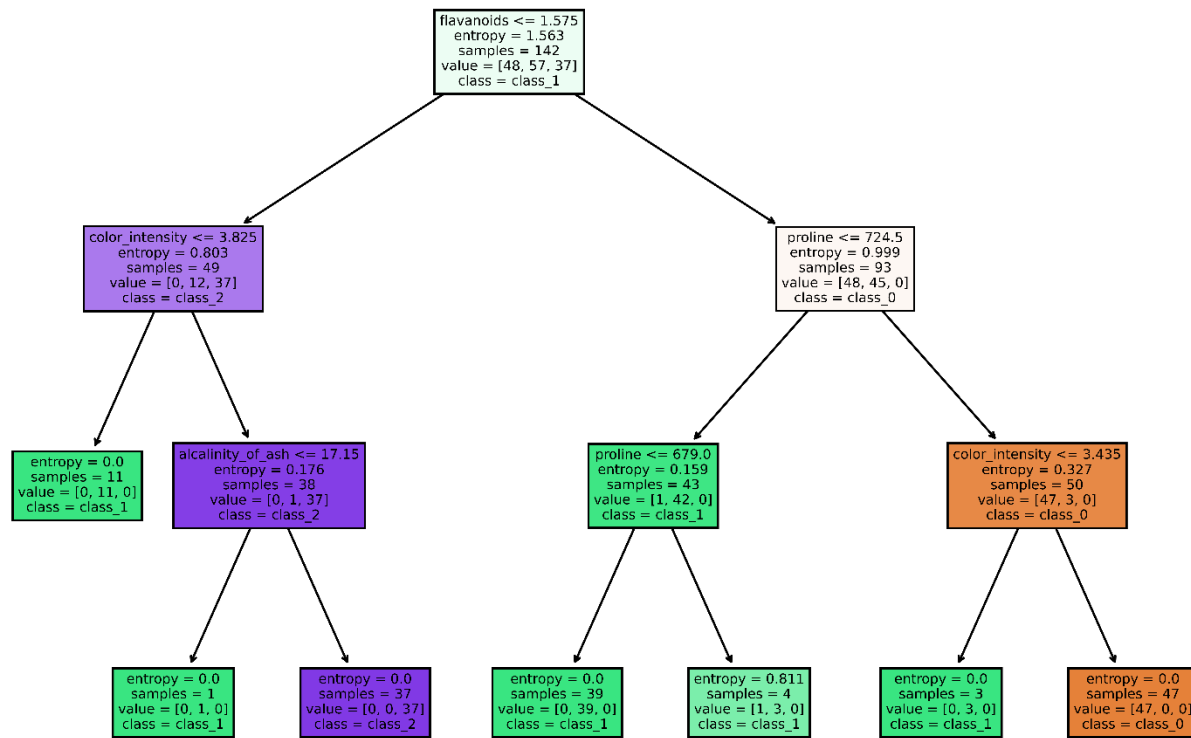 flavanoids <= 1.575
entropy = 1.563
samples = 142
value = [48, 57, 37]
class = class_1
color_intensity <= 3.825
entropy = 0.803
samples = 49
value = [0, 12, 37]
class = class_2
proline <= 724.5
entropy = 0.999
samples = 93
value = [48, 45, 0]
class = class_0
entropy = 0.0
samples = 11
value = [0, 11, 0]
class = class_1
alcalinity_of_ash <= 17.15
entropy = 0.176
samples = 38
value = [0, 1, 37]
class = class_2
proline <= 679.0
entropy = 0.159
samples = 43
value = [1, 42, 0]
class = class_1
color_intensity <= 3.435
entropy = 0.327
samples = 50
value = [47, 3, 0]
class = class_0
entropy = 0.0
samples = 1
value = [0, 1, 0]
class = class_1
entropy = 0.0
samples = 37
value = [0, 0, 37]
class = class_2
entropy = 0.0
samples = 39
value = [0, 39, 0]
class = class_1
entropy = 0.811
samples = 4
value = [1, 3, 0]
class = class_1
entropy = 0.0
samples = 3
value = [0, 3, 0]
class = class_1
entropy = 0.0
samples = 47
value = [47, 0, 0]
class = class_0